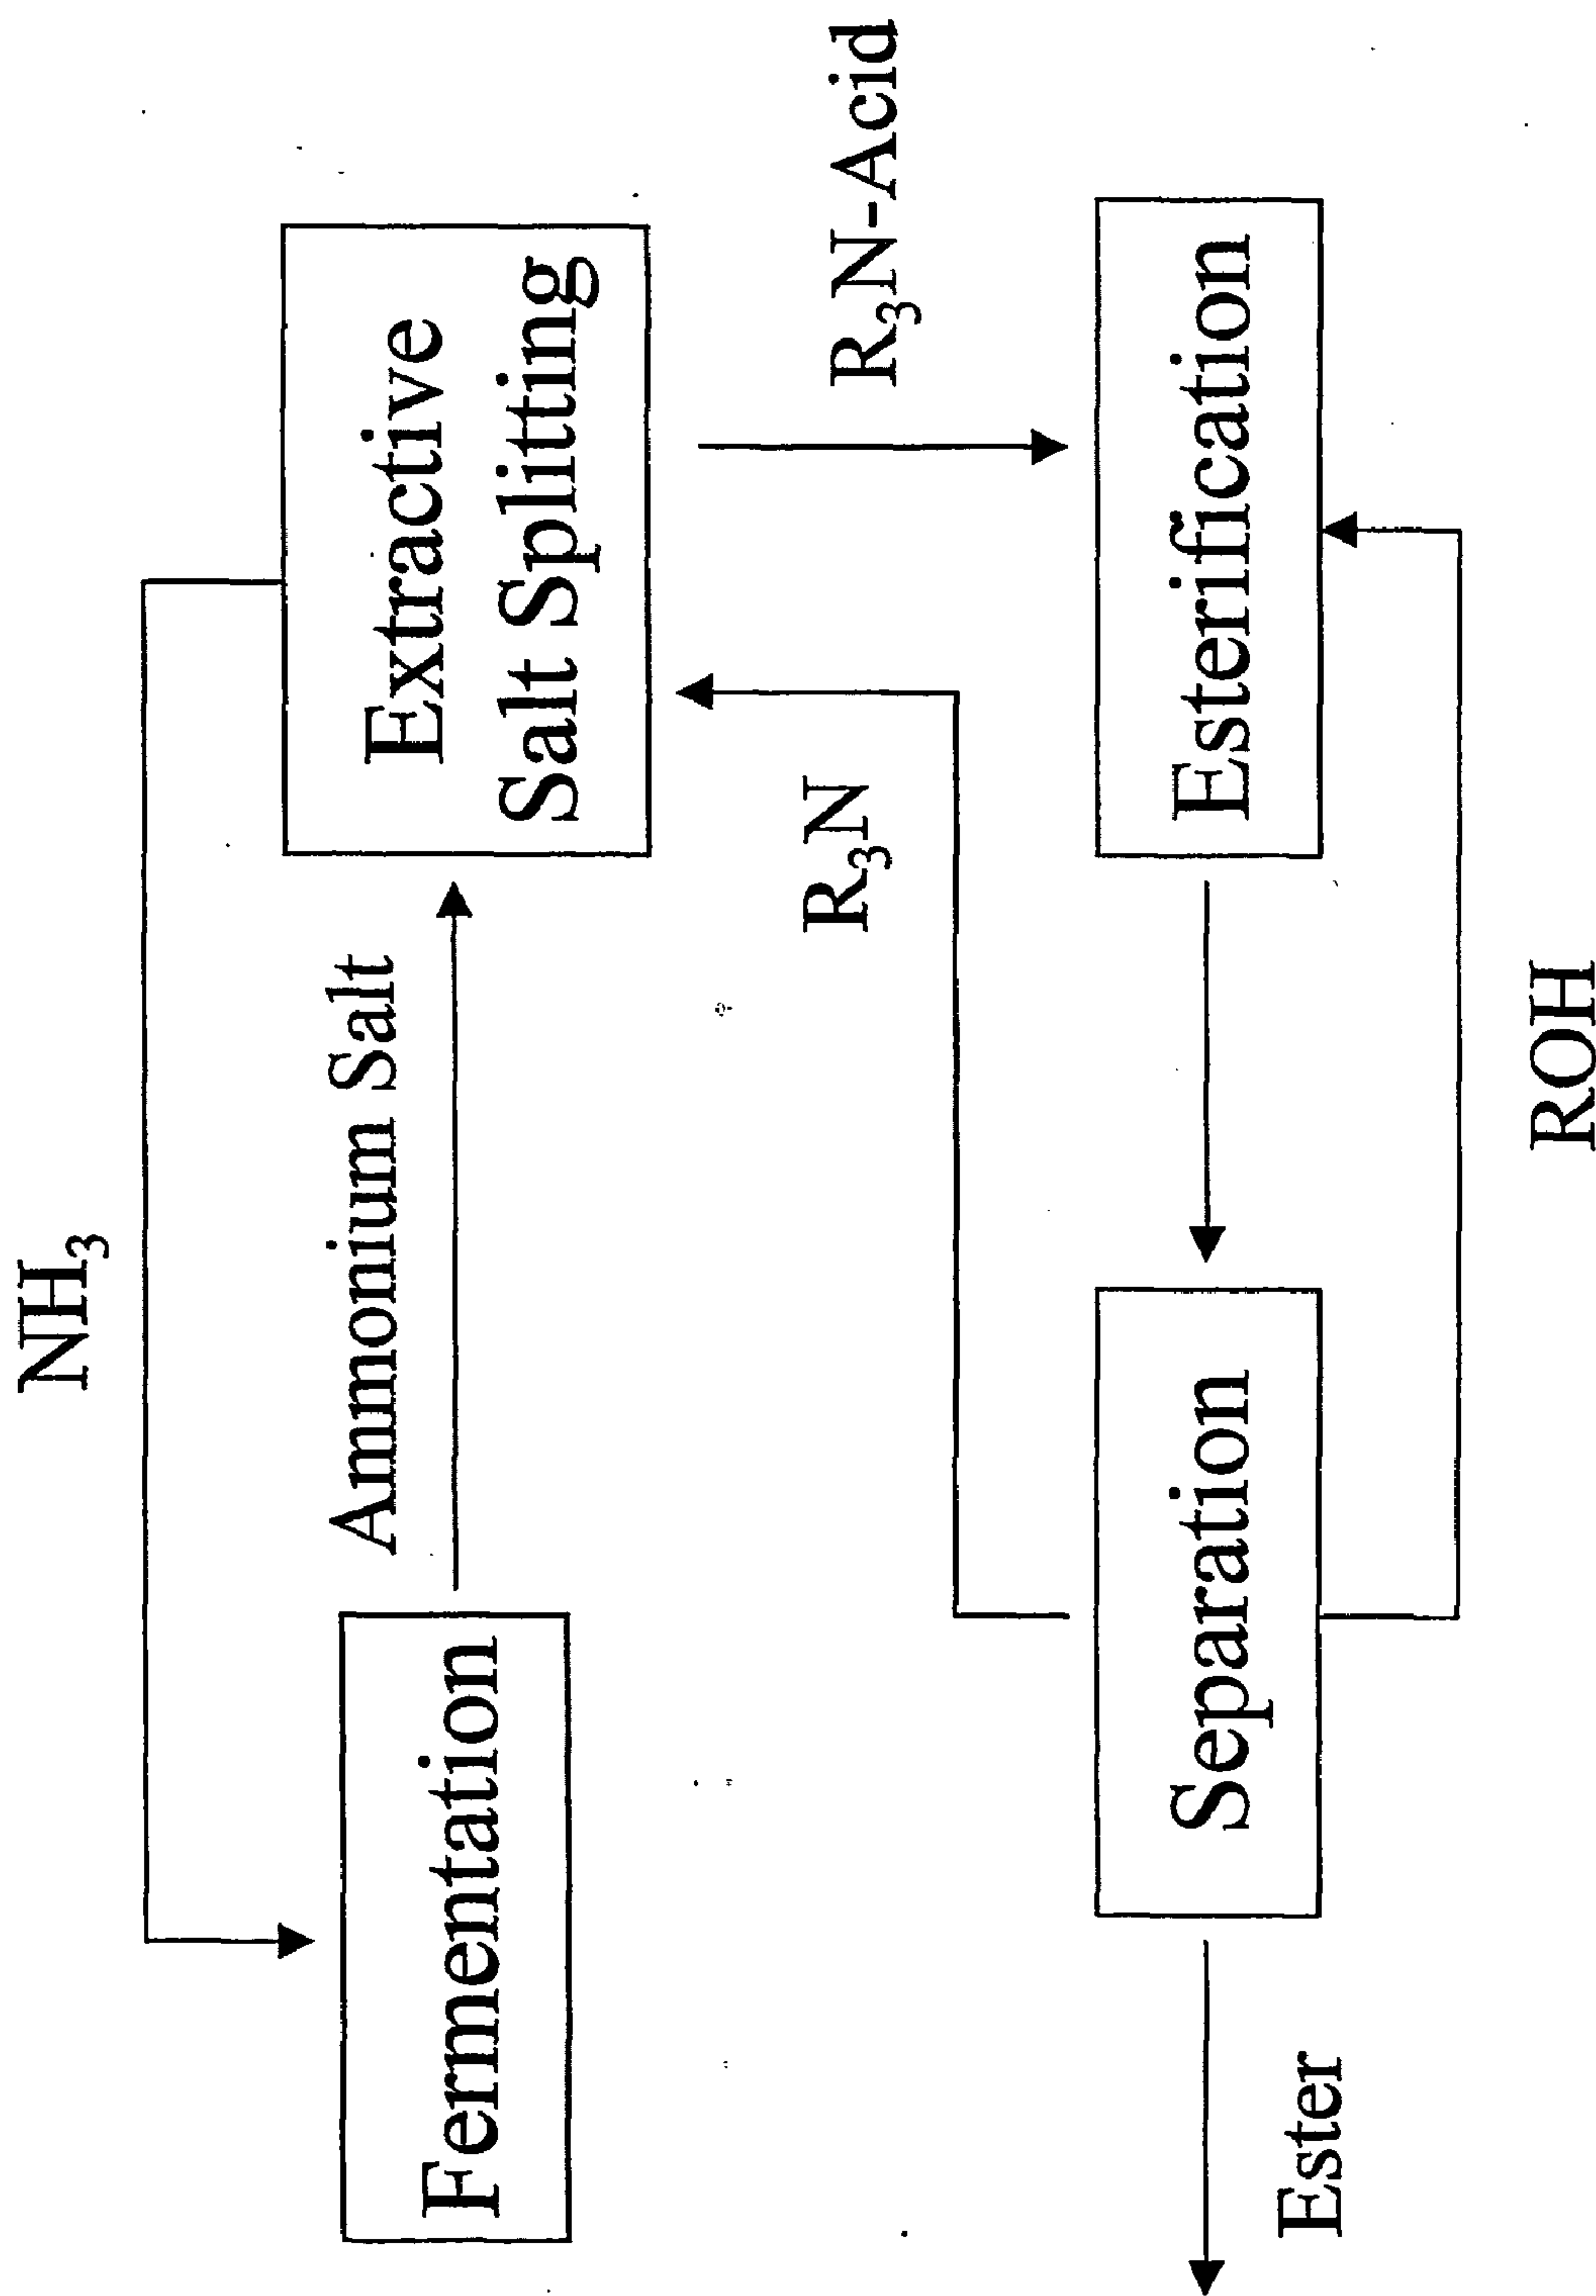 NH₃
Fermentation
Ammonium Salt
Extractive
Salt Splitting
R₃N
R₃N-Acid
Ester
Separation
Esterification
ROH